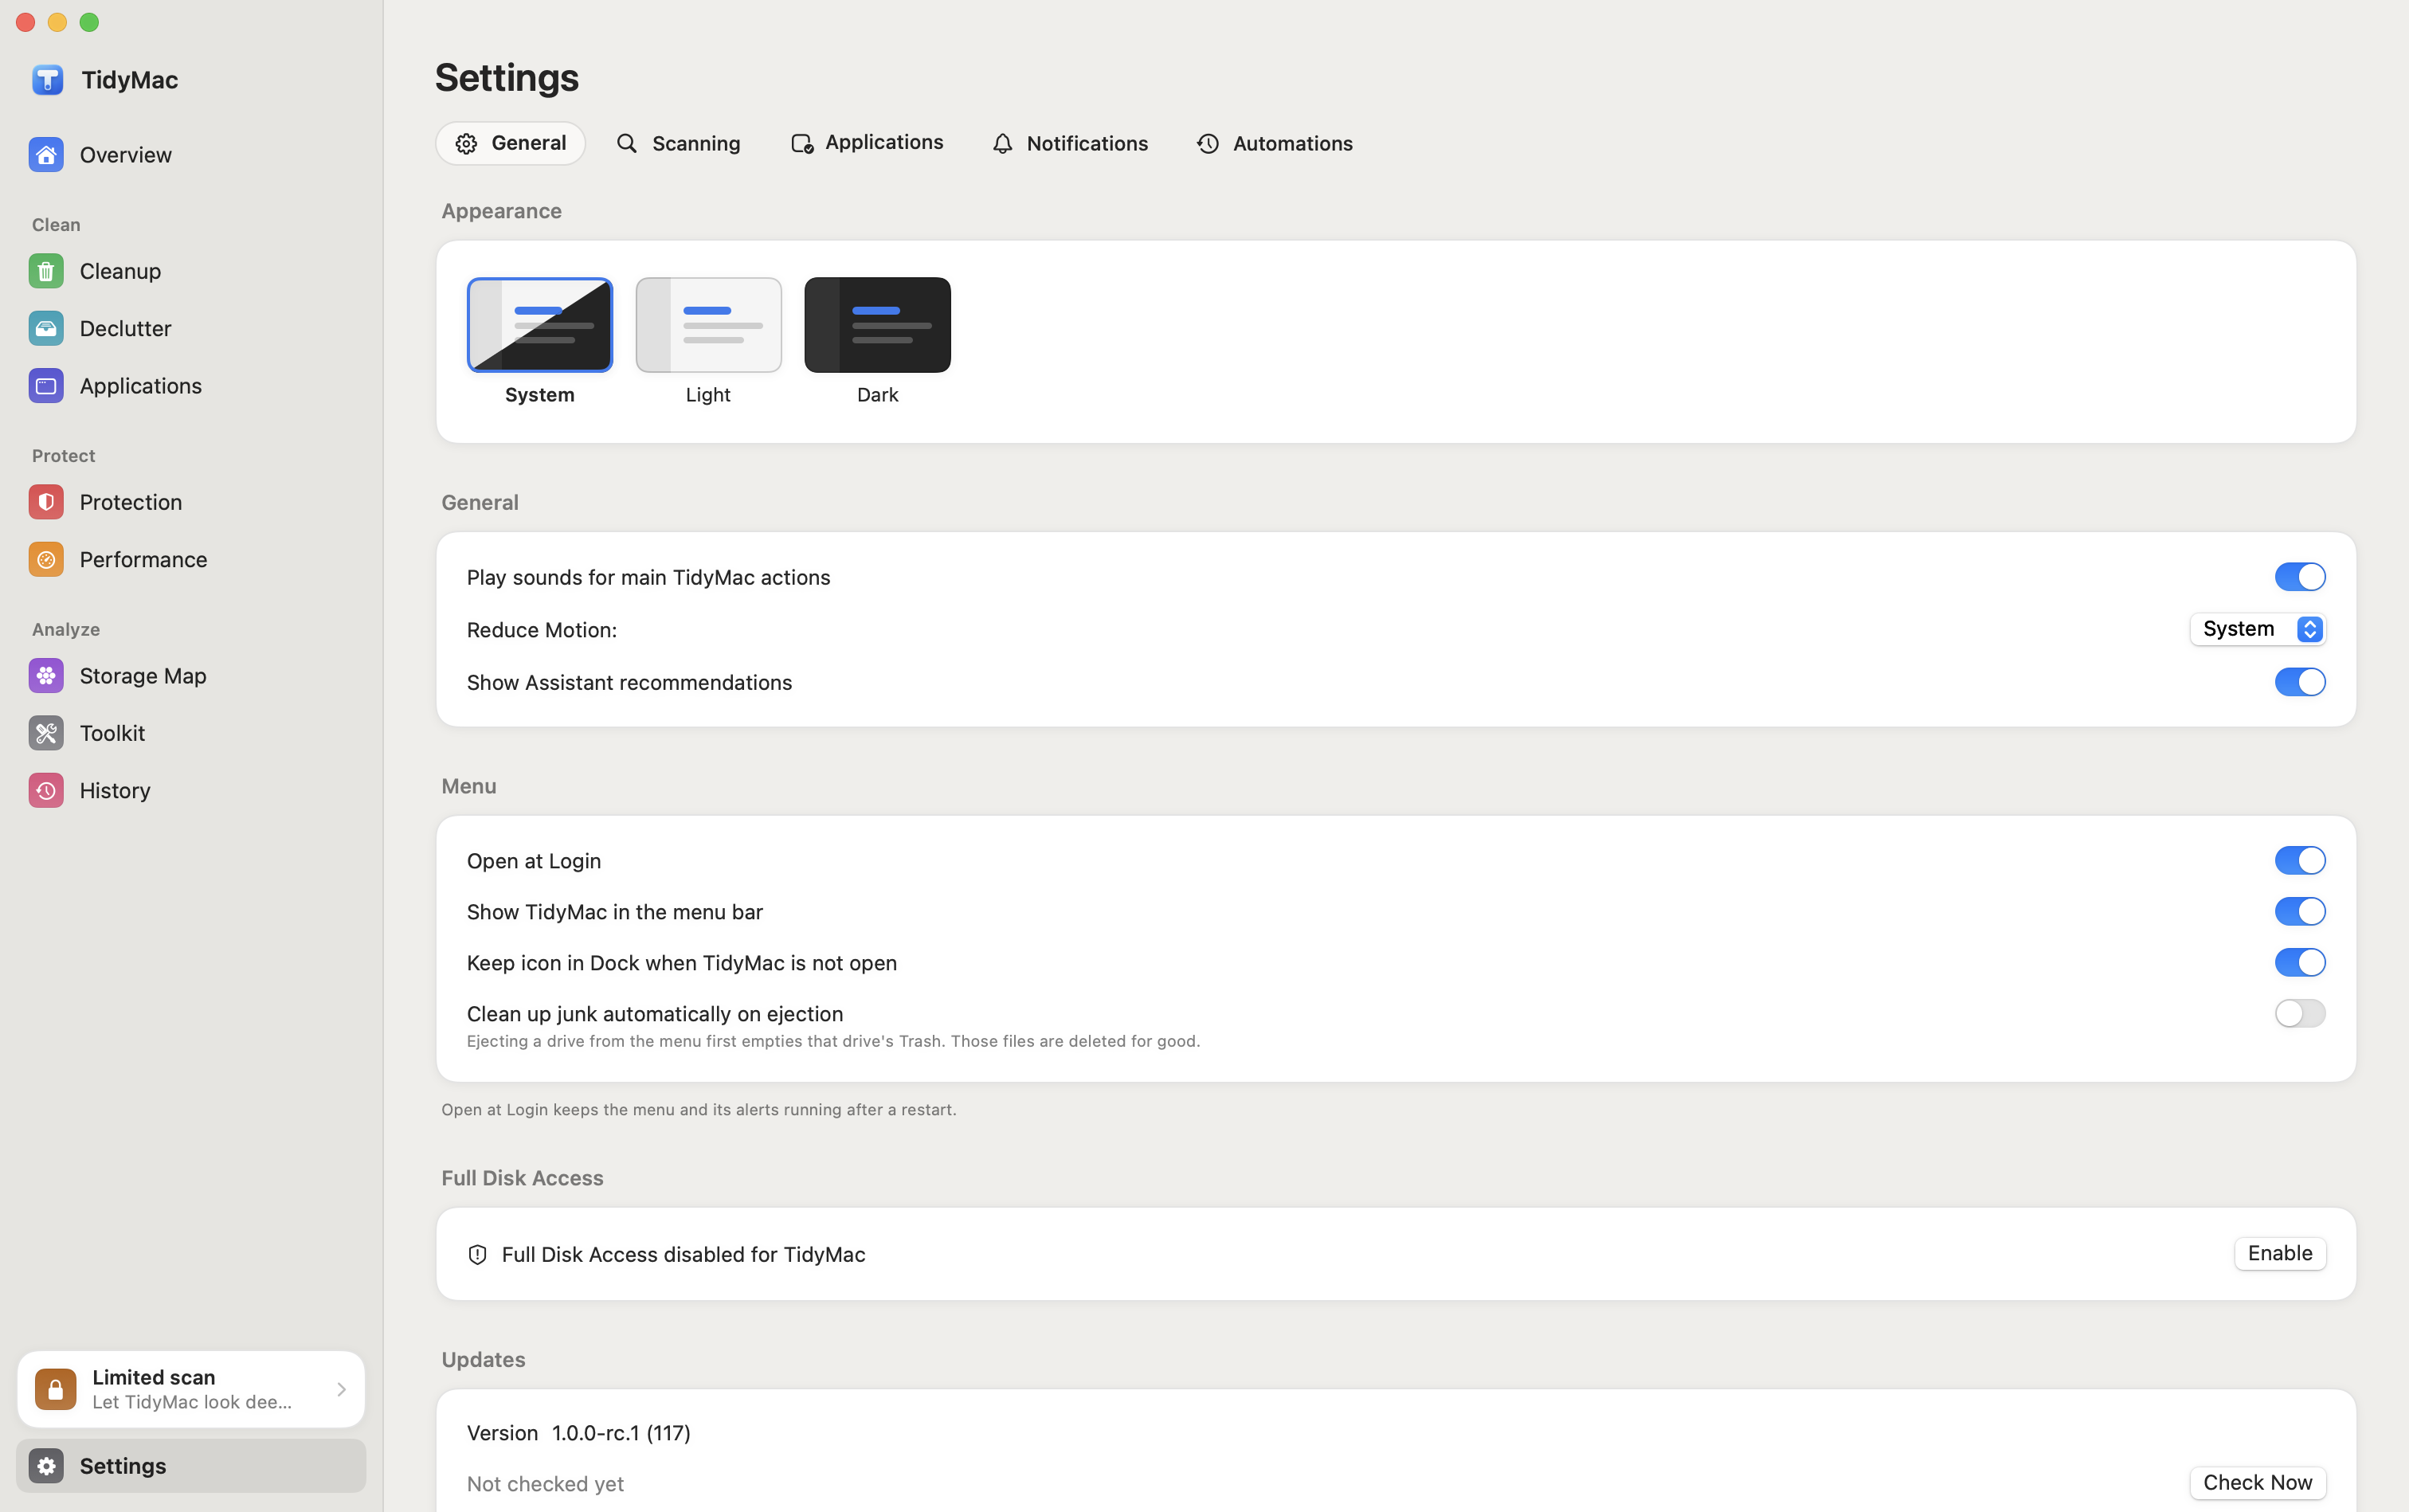 TidyMac
Overview
Clean
Cleanup
Declutter
Applications
Protect
Protection
Performance
Analyze
Storage Map
Toolkit
History
Limited scan
Let TidyMac look dee...
Settings
Settings
General
Scanning
Applications
Notifications
Automations
Appearance
System
Light
Dark
General
Play sounds for main TidyMac actions
Reduce Motion:
System
Show Assistant recommendations
Menu
Open at Login
Show TidyMac in the menu bar
Keep icon in Dock when TidyMac is not open
Clean up junk automatically on ejection
Ejecting a drive from the menu first empties that drive's Trash. Those files are deleted for good.
Open at Login keeps the menu and its alerts running after a restart.
Full Disk Access
Full Disk Access disabled for TidyMac
Enable
Updates
Version 1.0.0-rc.1 (117)
Not checked yet
Check Now